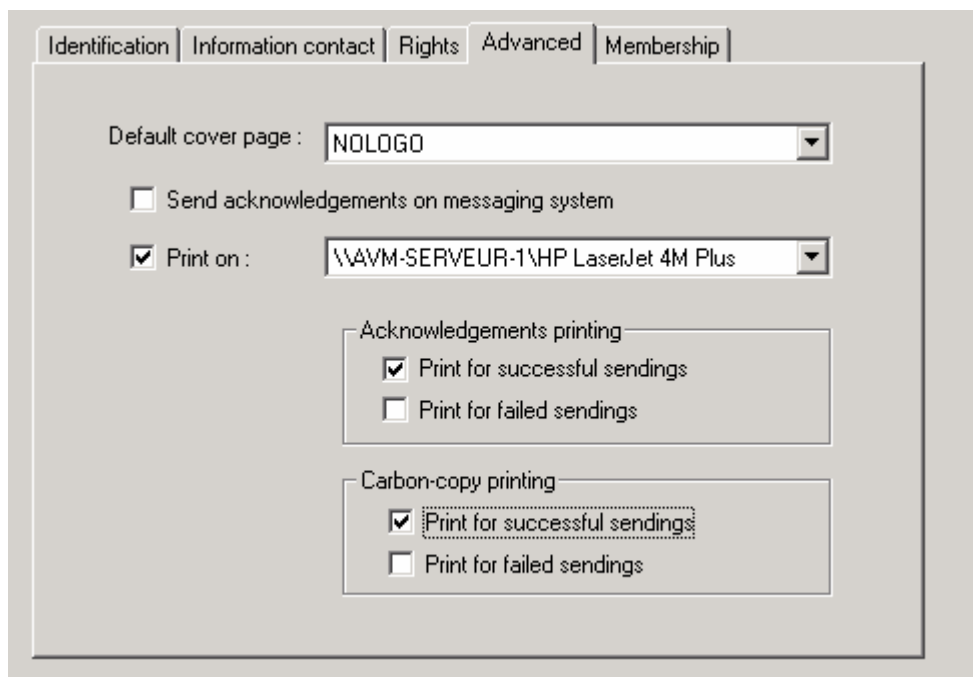 Identification Information contact Rights Advanced Membership
Default cover page : NOLOGO
Send acknowledgements on messaging system
Print on : \\AVM-SERVEUR-1\HP LaserJet 4M Plus
Acknowledgements printing
Print for successful sendings
Print for failed sendings
Carbon-copy printing
Print for successful sendings
Print for failed sendings